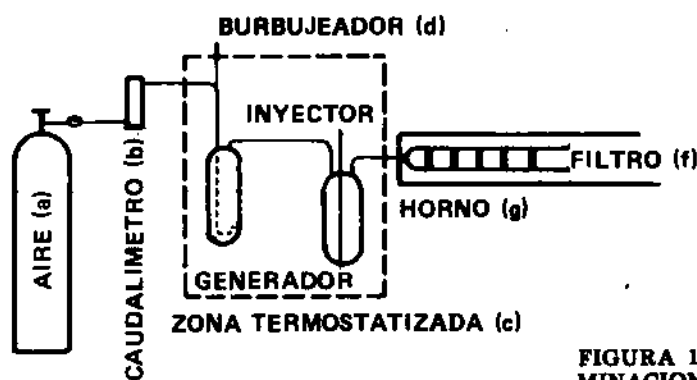 BURBUJEADOR (d)
INYECTOR
AIRE (a)
CAUDALIMETRO (b)
FILTRO (f)
HORNO (g)
GENERADOR
ZONA TERMOSTATIZADA (c)
FIGURA 1
MINACION